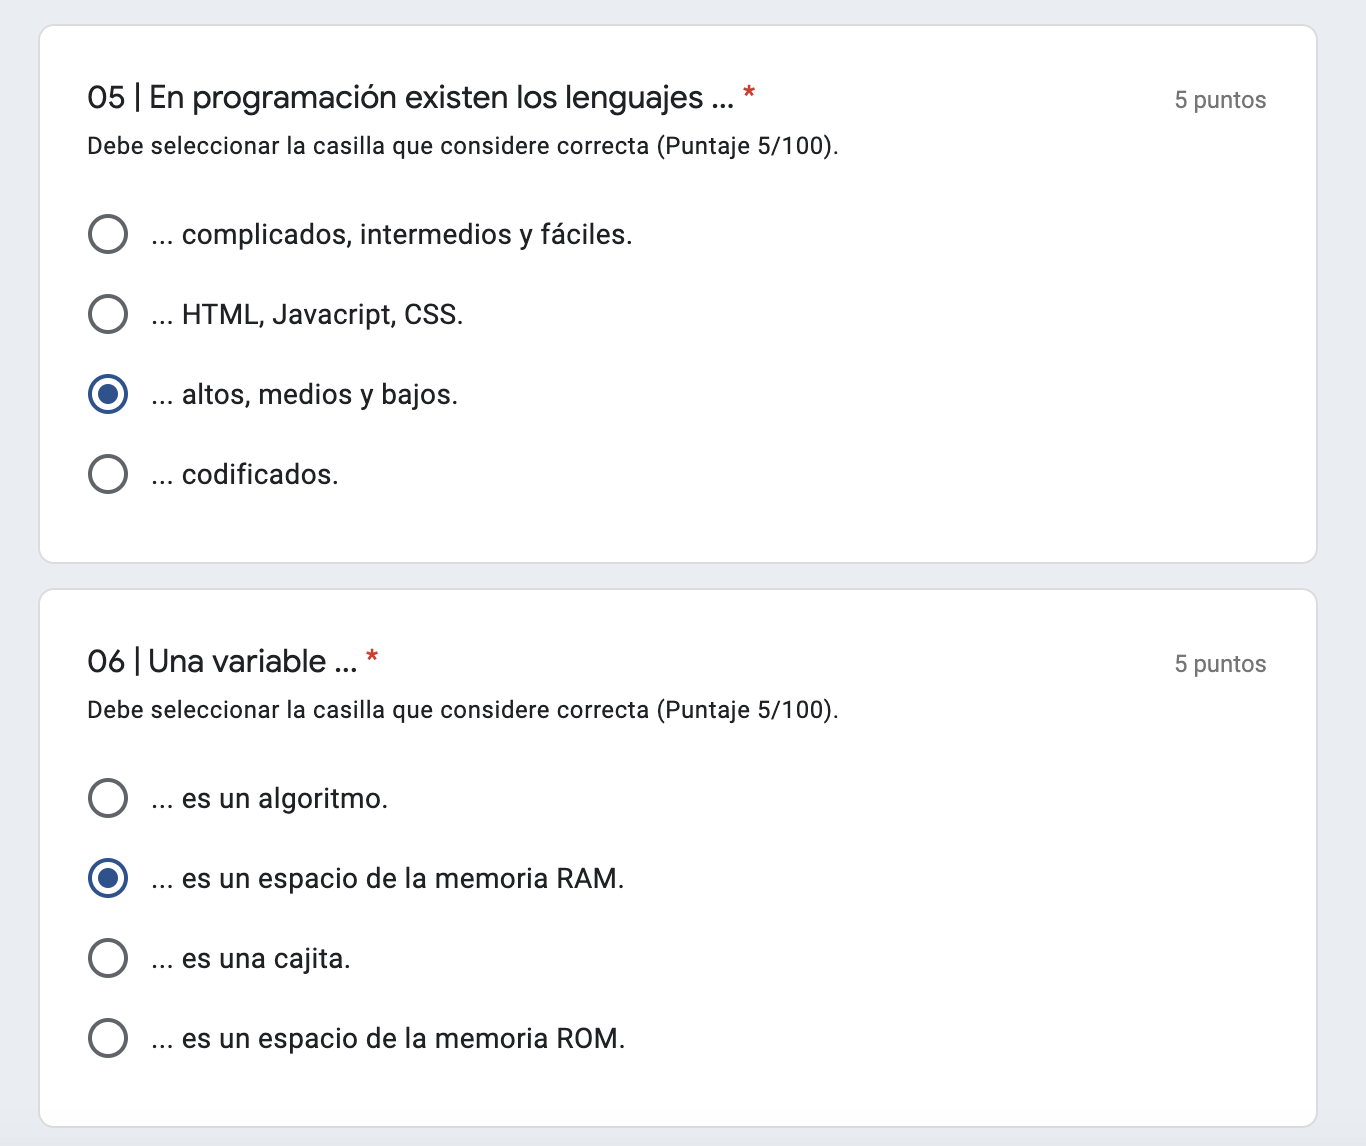 05 | En programación existen los lenguajes ... *
5 puntos
Debe seleccionar la casilla que considere correcta (Puntaje 5/100).
... complicados, intermedios y fáciles.
... HTML, Javacript, CSS.
... altos, medios y bajos.
... codificados.
06 | Una variable ... *
5 puntos
Debe seleccionar la casilla que considere correcta (Puntaje 5/100).
... es un algoritmo.
... es un espacio de la memoria RAM.
... es una cajita.
... es un espacio de la memoria ROM.